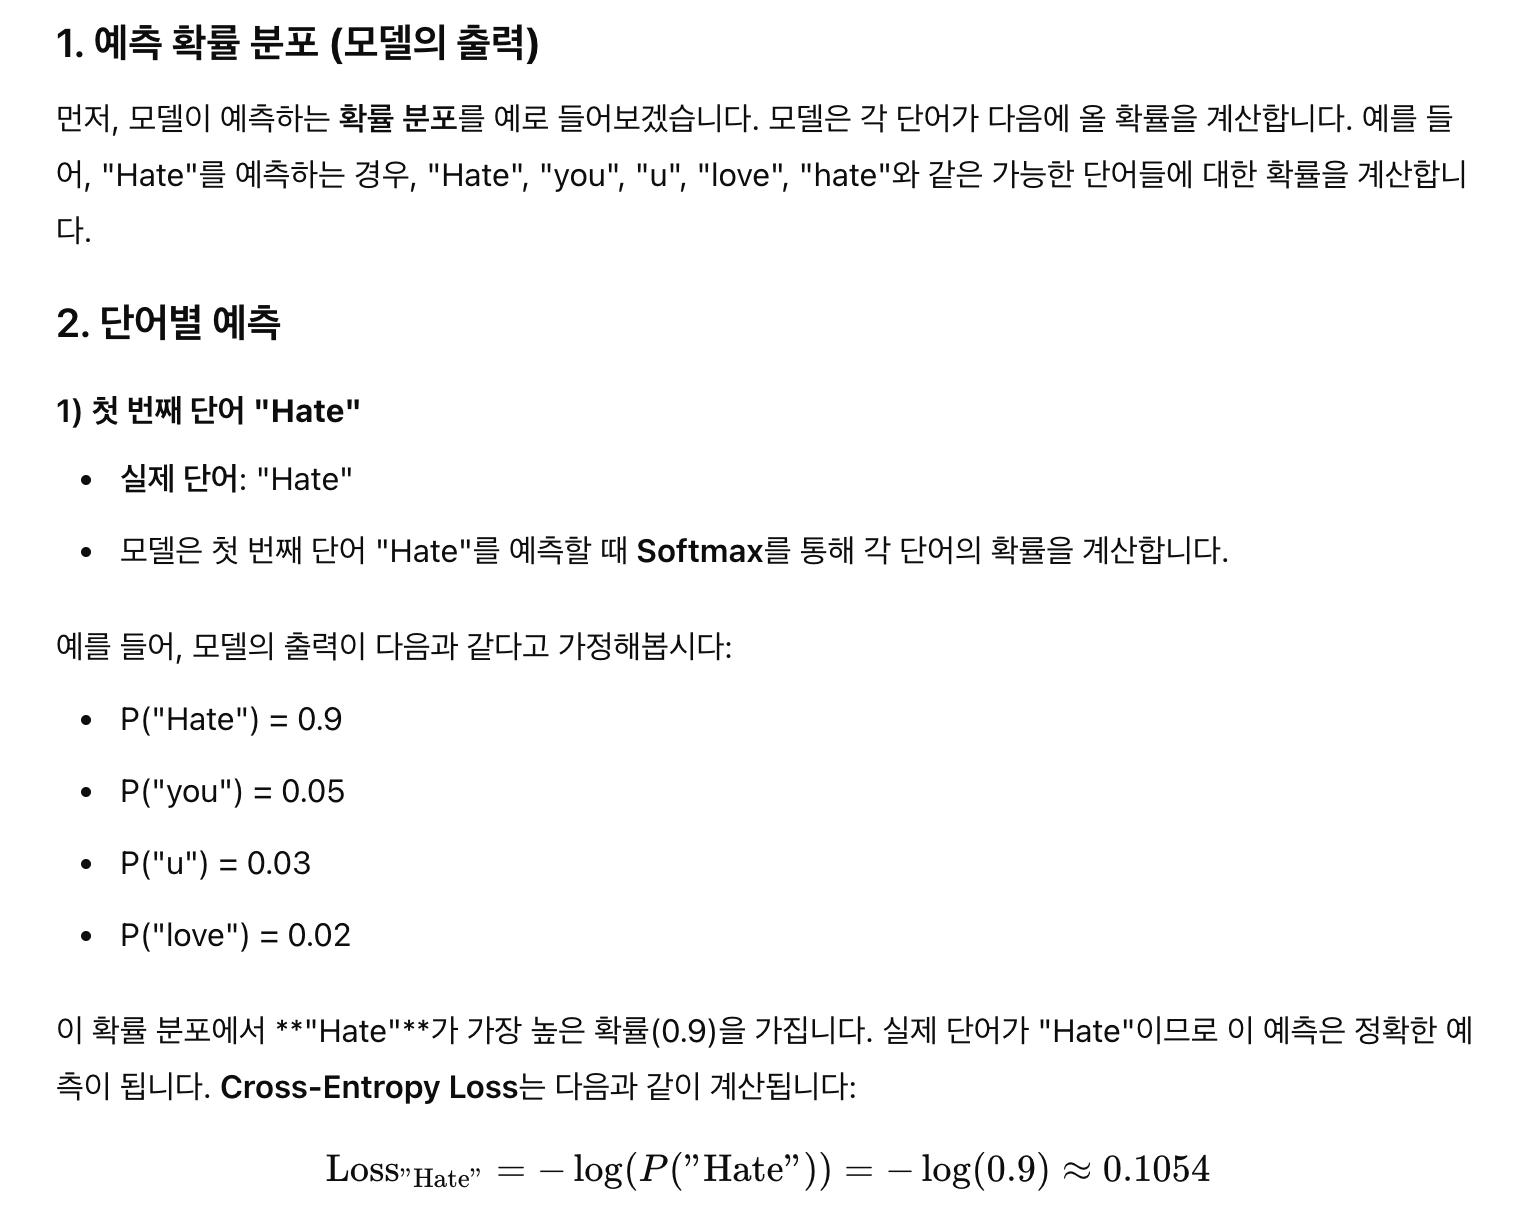 1. 예측 확률 분포 (모델의 출력)
먼저, 모델이 예측하는 확률 분포를 예로 들어보겠습니다. 모델은 각 단어가 다음에 올 확률을 계산합니다. 예를 들
어, "Hate"를 예측하는 경우, "Hate", "you", "u", "love", "hate"와 같은 가능한 단어들에 대한 확률을 계산합니
다.
2. 단어별 예측
1) 첫 번째 단어 "Hate"
• 실제 단어: "Hate"
• 모델은 첫 번째 단어 "Hate"를 예측할 때 Softmax를 통해 각 단어의 확률을 계산합니다.
예를 들어, 모델의 출력이 다음과 같다고 가정해봅시다:
• P("Hate") = 0.9
• P("you") = 0.05
• P("u") = 0.03
• P("love") = 0.02
이 확률 분포에서 **"Hate"**가 가장 높은 확률(0.9)을 가집니다. 실제 단어가 "Hate"이므로 이 예측은 정확한 예
측이 됩니다. Cross-Entropy Loss는 다음과 같이 계산됩니다:
Loss”Hate” = − log(P(”Hate”)) = − log(0.9) ≈ 0.1054